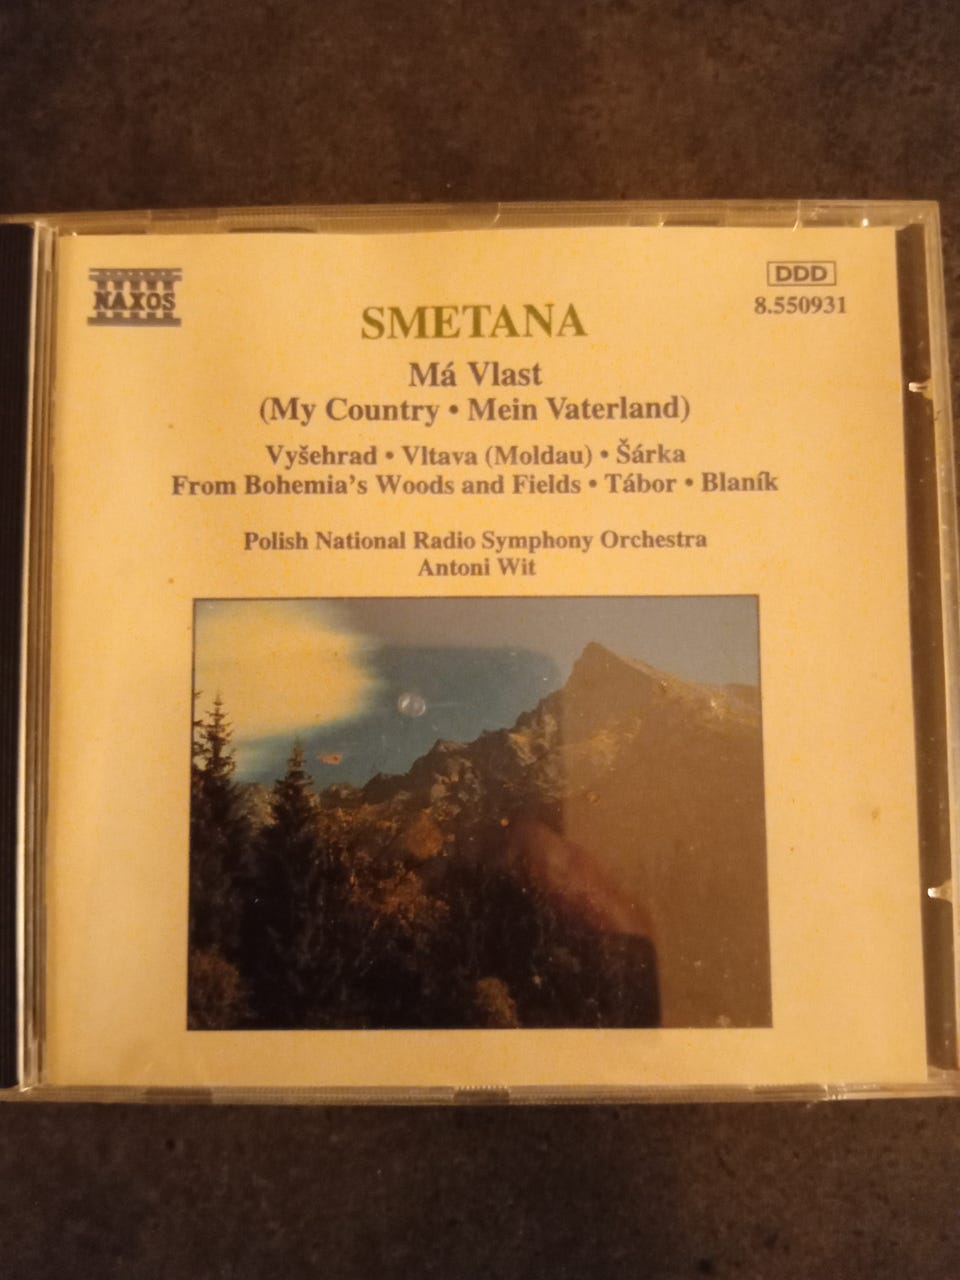 NAXOS
DDD
8.550931
SMETANA
Má Vlast
(My Country • Mein Vaterland)
Vyšehrad • Vltava (Moldau) • Šárka
From Bohemia's Woods and Fields • Tábor • Blaník
Polish National Radio Symphony Orchestra
Antoni Wit